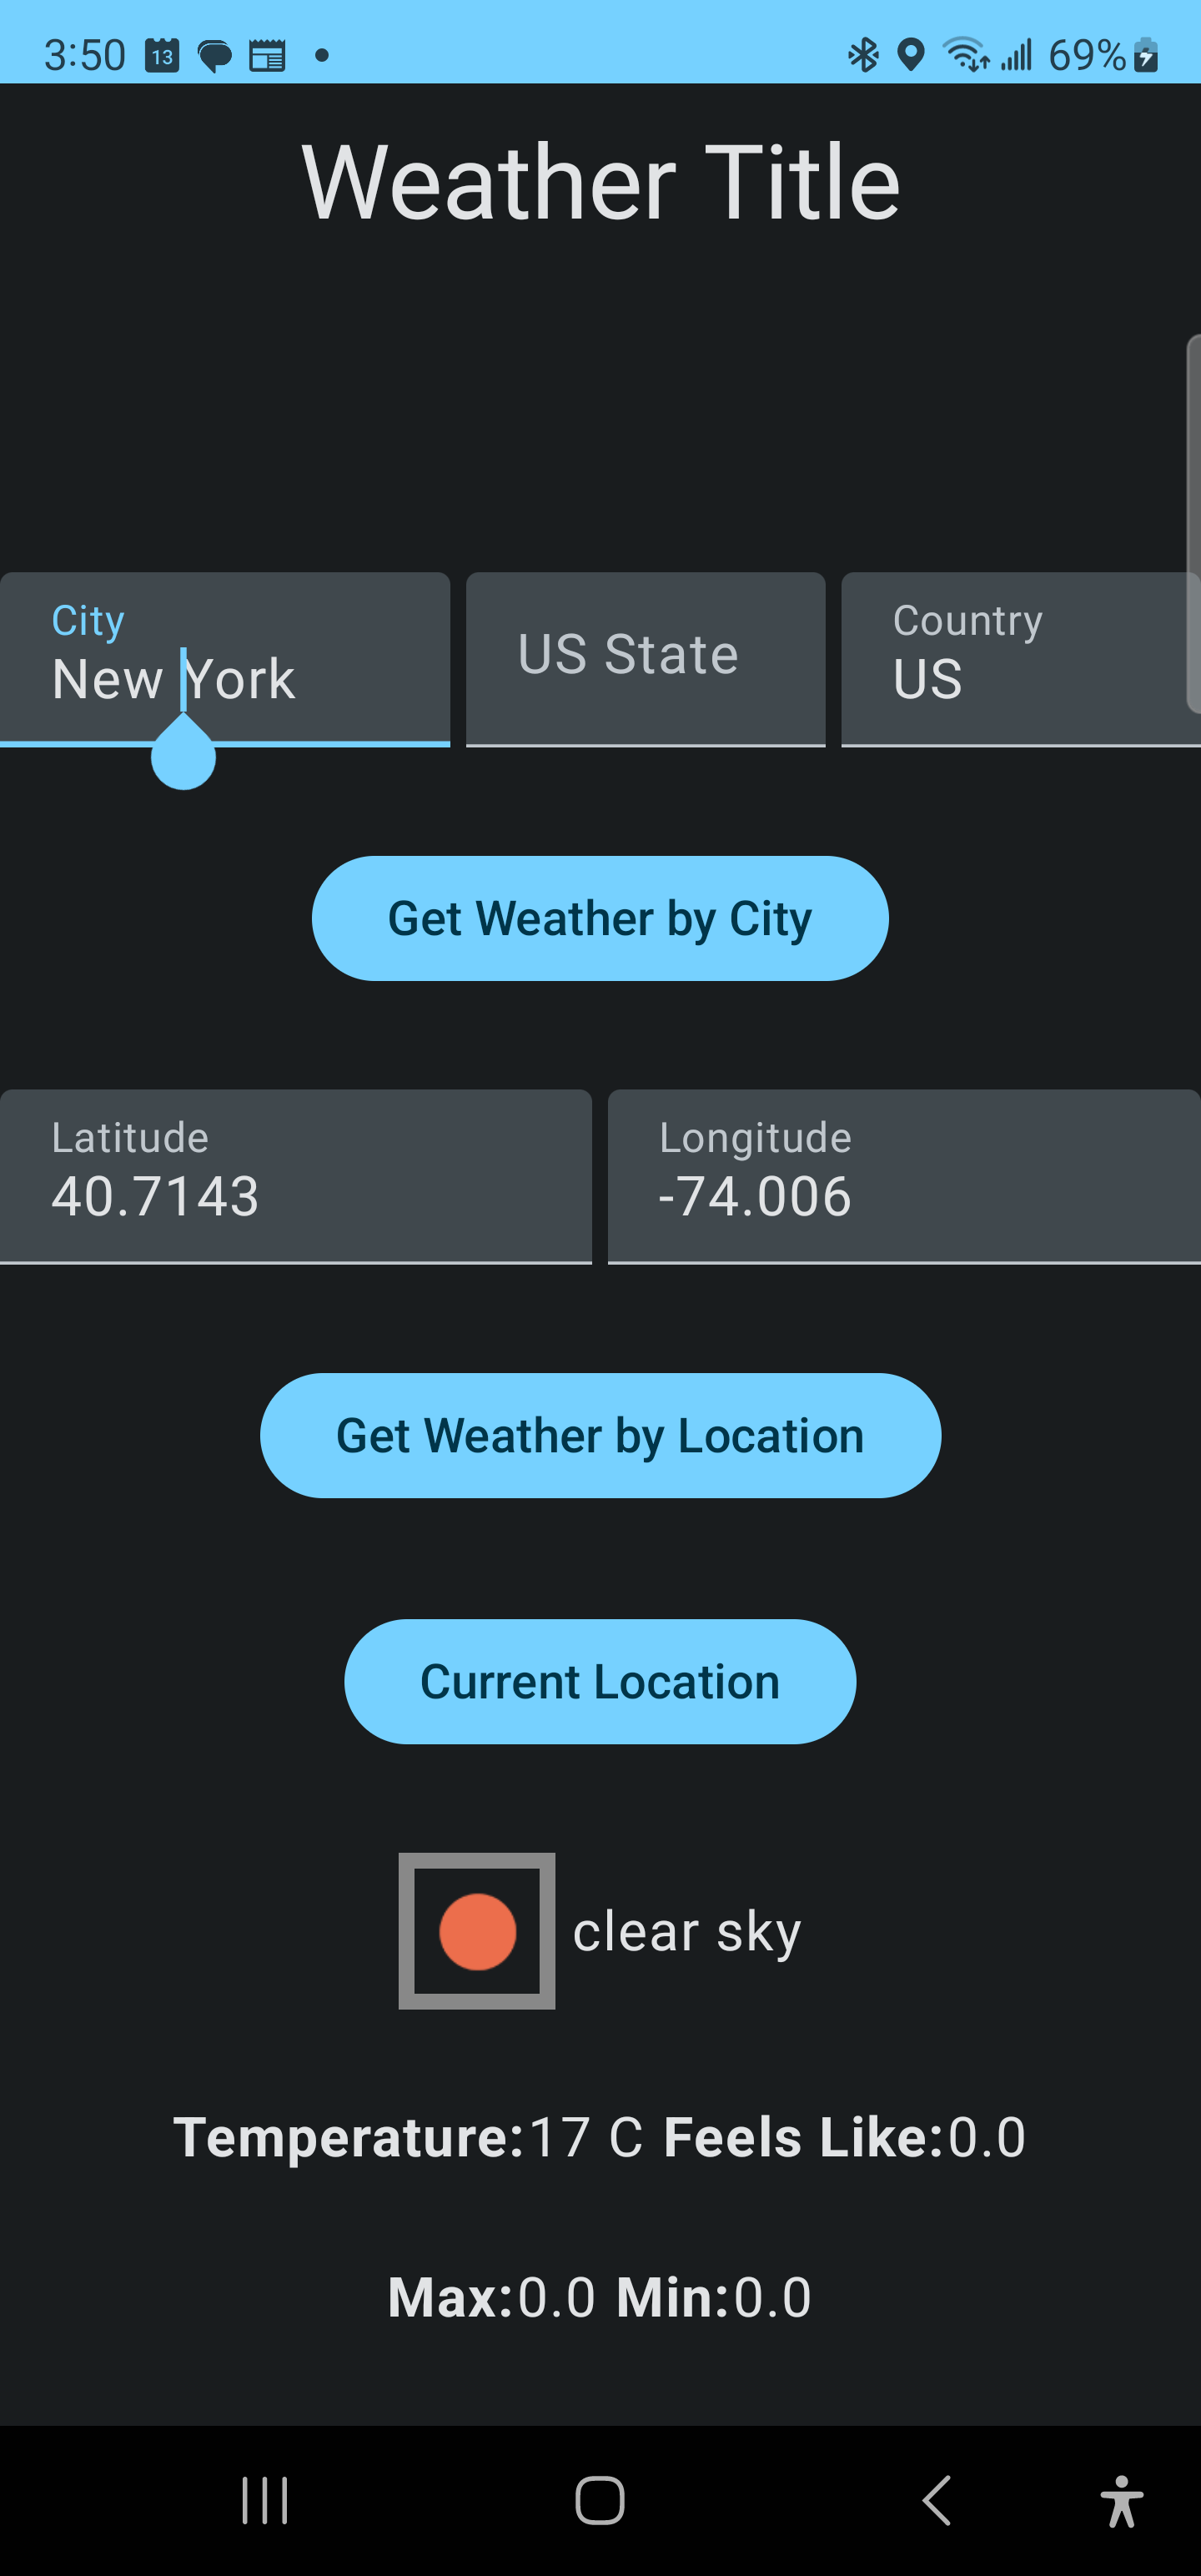 3:50 13 69%
Weather Title
City US State Country
New York US
Get Weather by City
Latitude Longitude
40.7143 -74.006
Get Weather by Location
Current Location
clear sky
Temperature:17 C Feels Like:0.0
Max:0.0 Min:0.0